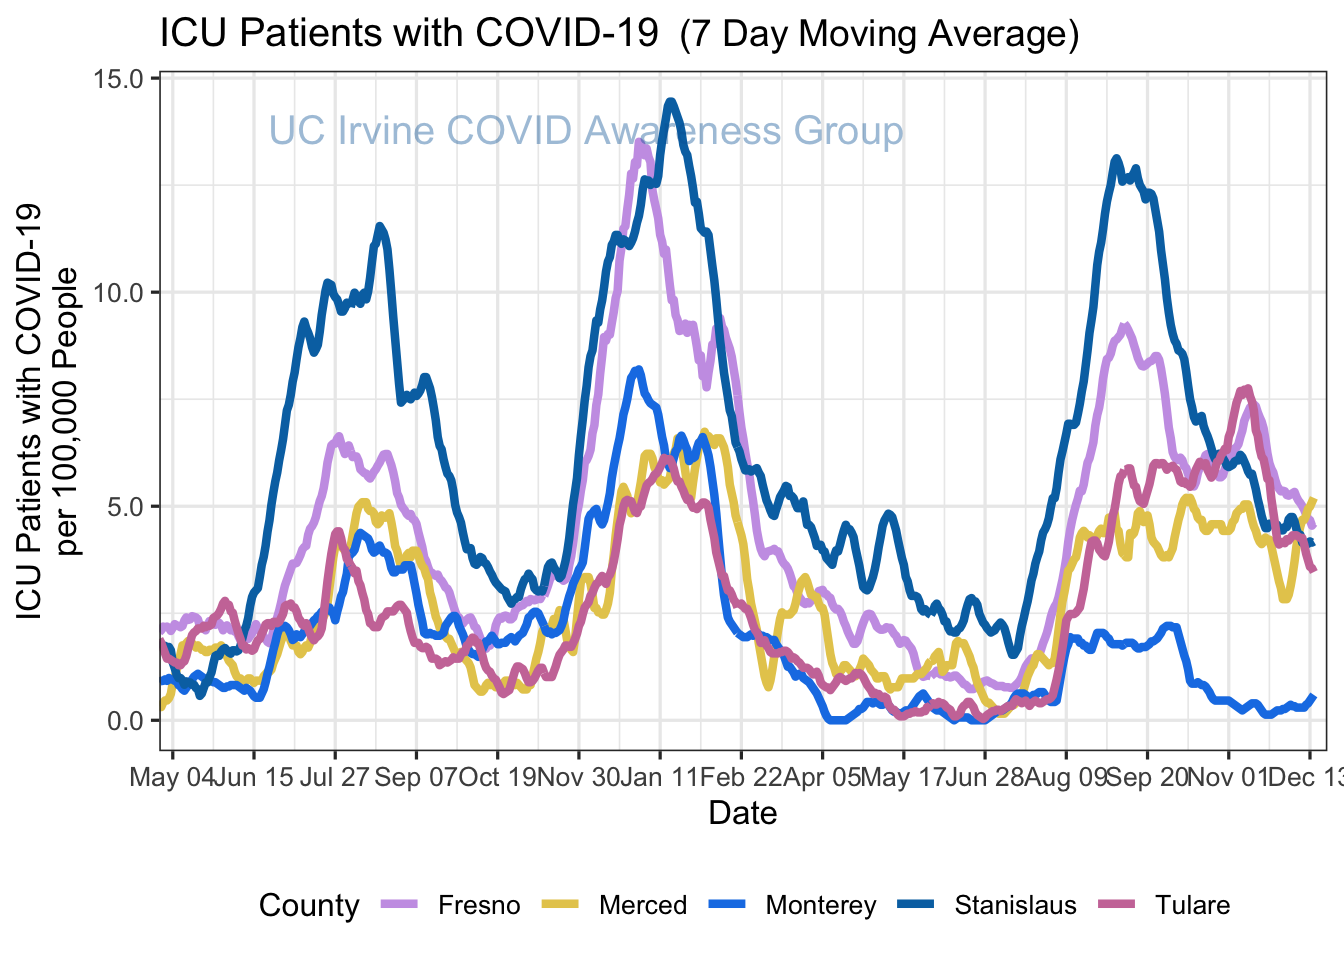 ICU Patients with COVID-19 (7 Day Moving Average)
UC Irvine COVID Awareness Group
ICU Patients with COVID-19
per 100,000 People
15.0
10.0
5.0
0.0
May 04 Jun 15 Jul 27 Sep 07 Oct 19 Nov 30 Jan 11 Feb 22 Apr 05 May 17 Jun 28 Aug 09 Sep 20 Nov 01 Dec 13
Date
County Fresno Merced Monterey Stanislaus Tulare